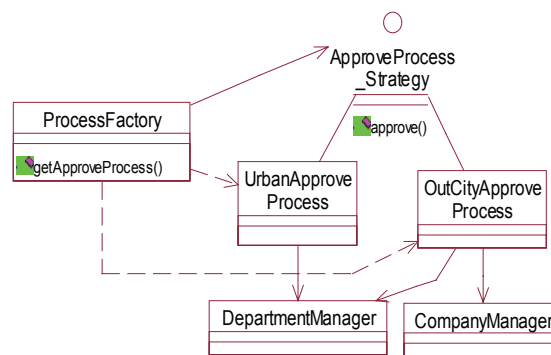 ApproveProcess
_Strategy
approve()
ProcessFactory
getApproveProcess()
UrbanApprove
Process
OutCityApprove
Process
DepartmentManager
CompanyManager